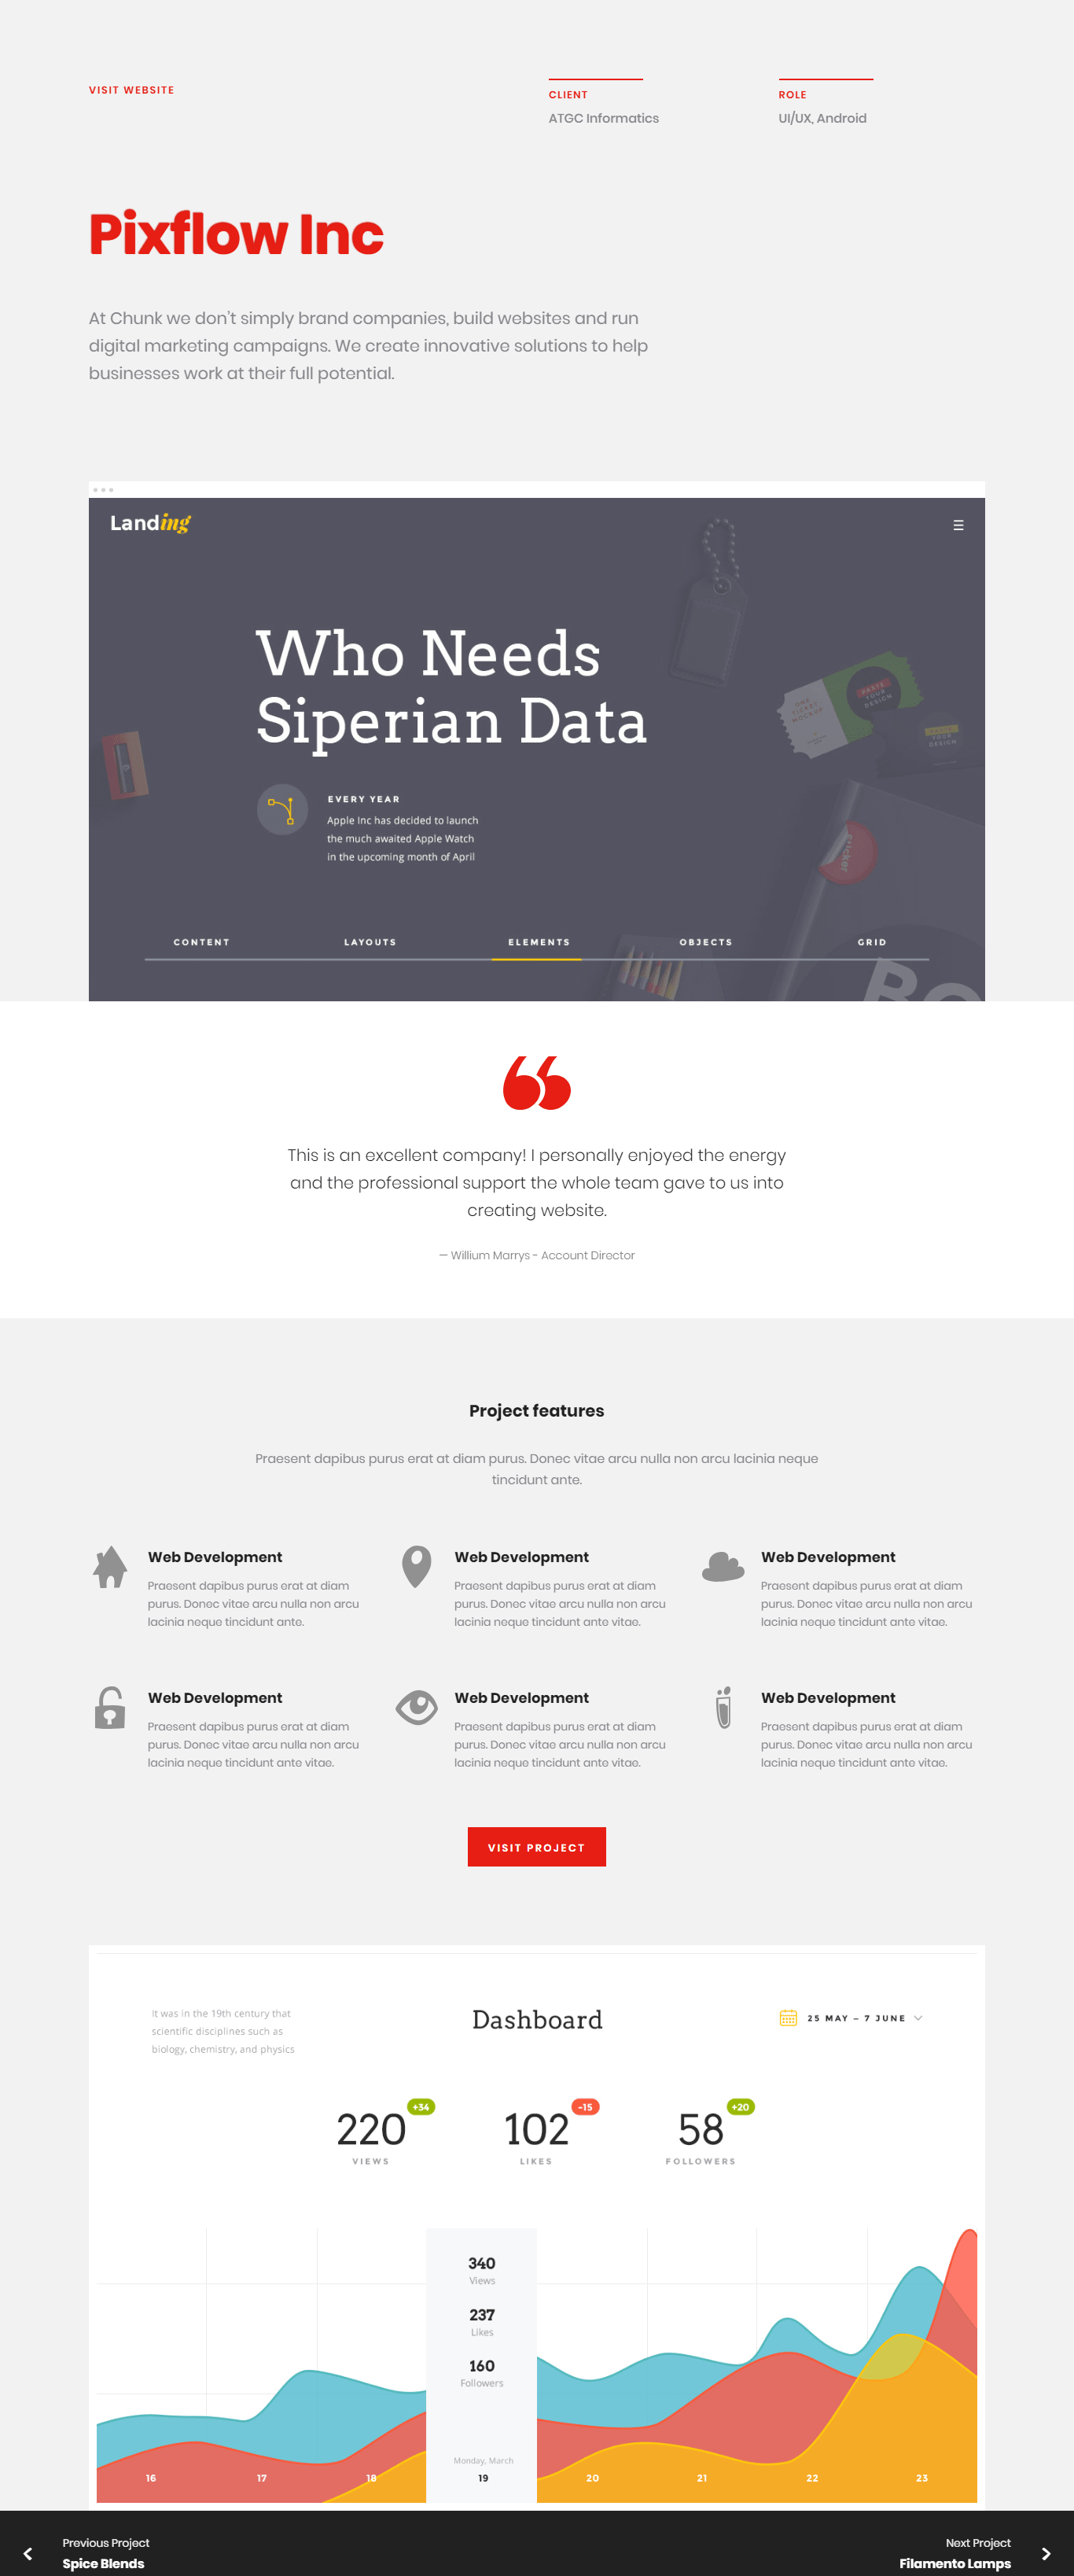 VISIT WEBSITE
CLIENT
ATGC Informatics
ROLE
UI/UX, Android
Pixflow Inc
At Chunk we don't simply brand companies, build websites and run
digital marketing campaigns. We create innovative solutions to help
businesses work at their full potential.
Landing
Who Needs
Siperian Data
EVERY YEAR
Apple Inc has decided to launch
the much awaited Apple Watch
in the upcoming month of April
ONE
TICKET
MOCKUP
PASTE
YOUR
DESIGN
PASTE
YOUR
DESIGN
sticker
CONTENT
LAYOUTS
ELEMENTS
OBJECTS
GRID
This is an excellent company! I personally enjoyed the energy
and the professional support the whole team gave to us into
creating website.
— Willium Marrys - Account Director
Project features
Praesent dapibus purus erat at diam purus. Donec vitae arcu nulla non arcu lacinia neque
tincidunt ante.
Web Development
Praesent dapibus purus erat at diam
purus. Donec vitae arcu nulla non arcu
lacinia neque tincidunt ante.
Web Development
Praesent dapibus purus erat at diam
purus. Donec vitae arcu nulla non arcu
lacinia neque tincidunt ante vitae.
Web Development
Praesent dapibus purus erat at diam
purus. Donec vitae arcu nulla non arcu
lacinia neque tincidunt ante vitae.
Web Development
Praesent dapibus purus erat at diam
purus. Donec vitae arcu nulla non arcu
lacinia neque tincidunt ante vitae.
Web Development
Praesent dapibus purus erat at diam
purus. Donec vitae arcu nulla non arcu
lacinia neque tincidunt ante vitae.
Web Development
Praesent dapibus purus erat at diam
purus. Donec vitae arcu nulla non arcu
lacinia neque tincidunt ante vitae.
VISIT PROJECT
It was in the 19th century that
scientific disciplines such as
biology, chemistry, and physics
Dashboard
25 MAY – 7 JUNE
220
+34
VIEWS
102
-15
LIKES
58
+20
FOLLOWERS
340
Views
237
Likes
160
Followers
Monday, March
16
17
18
19
20
21
22
23
Previous Project
Spice Blends
Next Project
Filamento Lamps